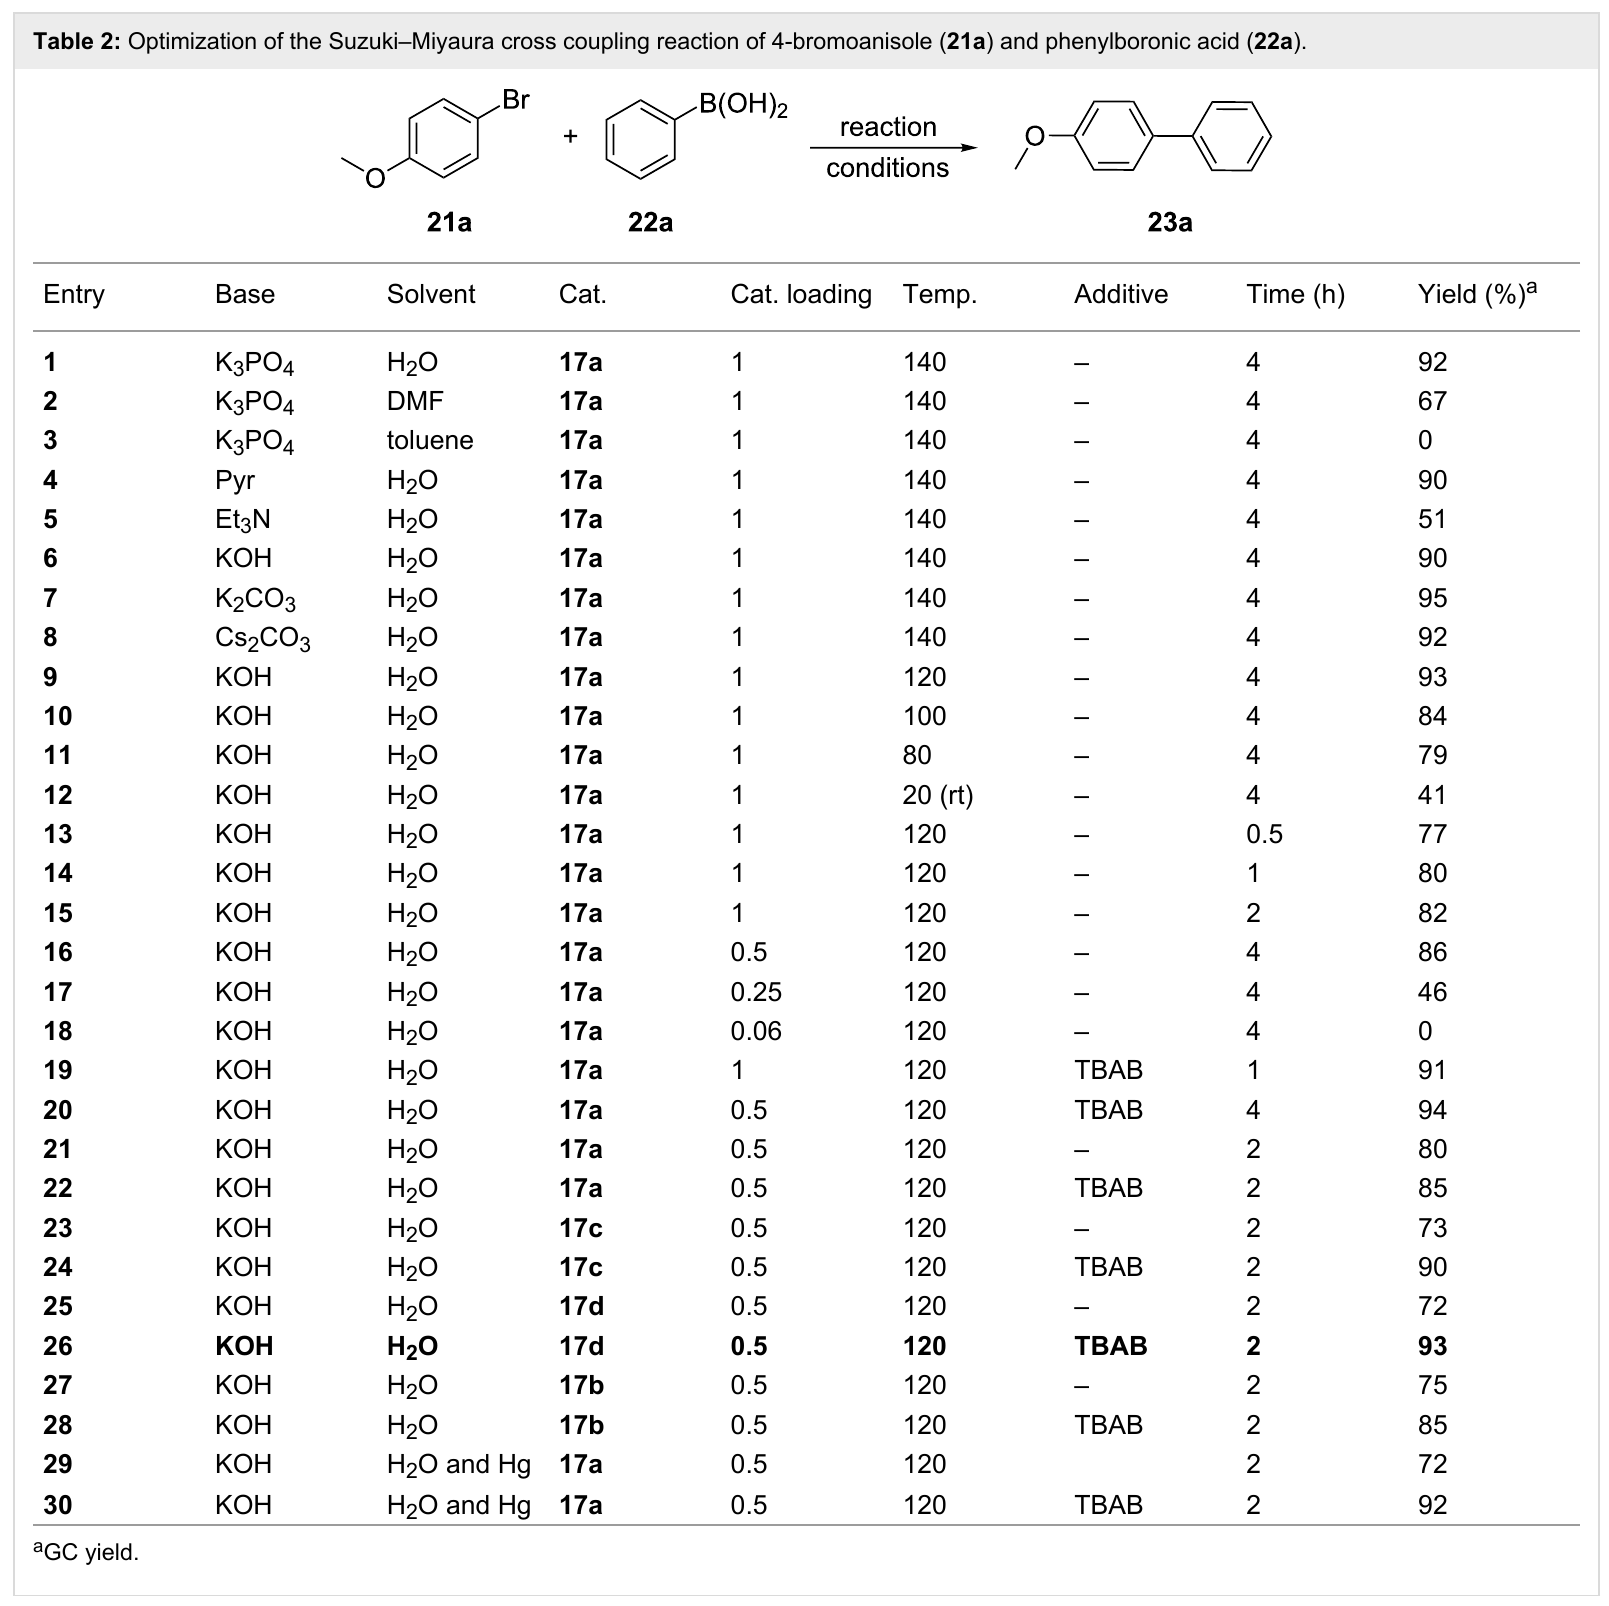 Table 2: Optimization of the Suzuki–Miyaura cross coupling reaction of 4-bromoanisole (21a) and phenylboronic acid (22a).
Br
O
+
B(OH)2
reaction
conditions
O
21a 22a 23a
Entry Base Solvent Cat. Cat. loading Temp. Additive Time (h) Yield (%)a
1 K3PO4 H2O 17a 1 140 – 4 92
2 K3PO4 DMF 17a 1 140 – 4 67
3 K3PO4 toluene 17a 1 140 – 4 0
4 Pyr H2O 17a 1 140 – 4 90
5 Et3N H2O 17a 1 140 – 4 51
6 KOH H2O 17a 1 140 – 4 90
7 K2CO3 H2O 17a 1 140 – 4 95
8 Cs2CO3 H2O 17a 1 140 – 4 92
9 KOH H2O 17a 1 120 – 4 93
10 KOH H2O 17a 1 100 – 4 84
11 KOH H2O 17a 1 80 – 4 79
12 KOH H2O 17a 1 20 (rt) – 4 41
13 KOH H2O 17a 1 120 – 0.5 77
14 KOH H2O 17a 1 120 – 1 80
15 KOH H2O 17a 1 120 – 2 82
16 KOH H2O 17a 0.5 120 – 4 86
17 KOH H2O 17a 0.25 120 – 4 46
18 KOH H2O 17a 0.06 120 – 4 0
19 KOH H2O 17a 1 120 TBAB 1 91
20 KOH H2O 17a 0.5 120 TBAB 4 94
21 KOH H2O 17a 0.5 120 – 2 80
22 KOH H2O 17a 0.5 120 TBAB 2 85
23 KOH H2O 17c 0.5 120 – 2 73
24 KOH H2O 17c 0.5 120 TBAB 2 90
25 KOH H2O 17d 0.5 120 – 2 72
26 KOH H2O 17d 0.5 120 TBAB 2 93
27 KOH H2O 17b 0.5 120 – 2 75
28 KOH H2O 17b 0.5 120 TBAB 2 85
29 KOH H2O and Hg 17a 0.5 120 2 72
30 KOH H2O and Hg 17a 0.5 120 TBAB 2 92
aGC yield.